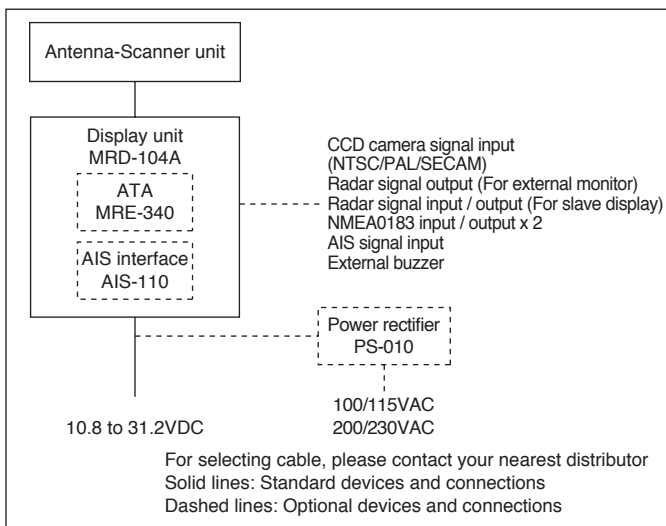 Antenna-Scanner unit
Display unit
MRD-104A
ATA
MRE-340
AIS interface
AIS-110
CCD camera signal input
(NTSC/PAL/SECAM)
Radar signal output (For external monitor)
Radar signal input / output (For slave display)
NMEA0183 input / output x 2
AIS signal input
External buzzer
Power rectifier
PS-010
10.8 to 31.2VDC
100/115VAC
200/230VAC
For selecting cable, please contact your nearest distributor
Solid lines: Standard devices and connections
Dashed lines: Optional devices and connections